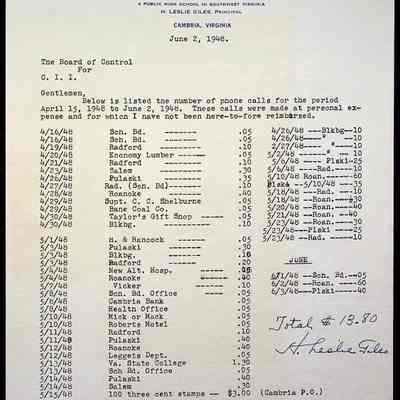 A PUBLIC HIGH SCHOOL IN SOUTHWEST VIRGINIA
H. LESLIE GILES, PRINCIPAL
CAMBRIA, VIRGINIA
June 2, 1948.
The Board of Control
For
C. I. I.
Gentlemen,
Below is listed the number of phone calls for the period
April 15, 1948 to June 2, 1948. These calls were made at personal ex-
pense and for which I have not been here-to-fore reimbursed.
4/16/48 Sch. Bd. -------- .05 4/26/48 ---Blkbg--10
4/16/48 Sch. Bd. -------- .05 4/24/48---- " ---10
4/19/48 Radford -------- .10 2/27/48---- " ---10
4/20/48 Economy Lumber ------ .05 5/2/48 ---- " --10
4/21/48 Radford -------- .10 5/6/48 ---- Plski-25
4/23/48 Salem -------- .30 5/6/48 ---- Rad. --10
4/26/48 Pulaski -------- .35 5/10/48 Roan.----60
4/27/48 Rad. (Sch. Bd)------- .10 Plski --5/10/48 --35
4/28/48 Roanoke -------- .40 5/18/48 ---Rad. --10
4/29/48 Supt. C. C. Shelburne .05 5/18/48 --Roan.--30
4/29/48 Bane Coal Co. .05 5/20/48 --Roan.--40
4/30/48 Taylor's Gift Shop ---- .05 5/21/48 --Roan.--40
4/30/48 Blkbg. -------- .10 5/23/48 --Roan.--40
5/23/48--Plski---25
5/1/48 H. & Hancock ------ .05 5/23/48---Rad. --10
5/3/48 Pulaski -------- .30
5/3/48 Blkbg. -------- .10
5/3/48 Radford -------- .20 JUNE
5/4/48 New Alt. Hosp. ----- .05
5/4/48 Roanoke -------- .40 6/1/48--Sch. Bd.--05
5/7/48 Vicker ------ .10 6/2/48--Roan. ----60
5/8/48 Sch. Bd. Office ---- .05 6/3/48---Plski----40
5/8/48 Cambria Bank .05
5/8/48 Health Office .05
5/10/48 Mick or Mack .05
5/10/48 Roberts Motel .05
5/11/48 Radford .10
5/11/48 Pulaski .40
5/12/48 Roanoke .40
5/12/48 Leggets Dept. .05
5/13/48 Va. State College 1.30
5/13/48 Sch Bd. Office .05
5/14/48 Pulaski .40
5/14/48 Salem .30
5/15/48 100 three cent stamps -- $3.00 (Cambria P.O.)
Total $ 13.80
H. Leslie Giles